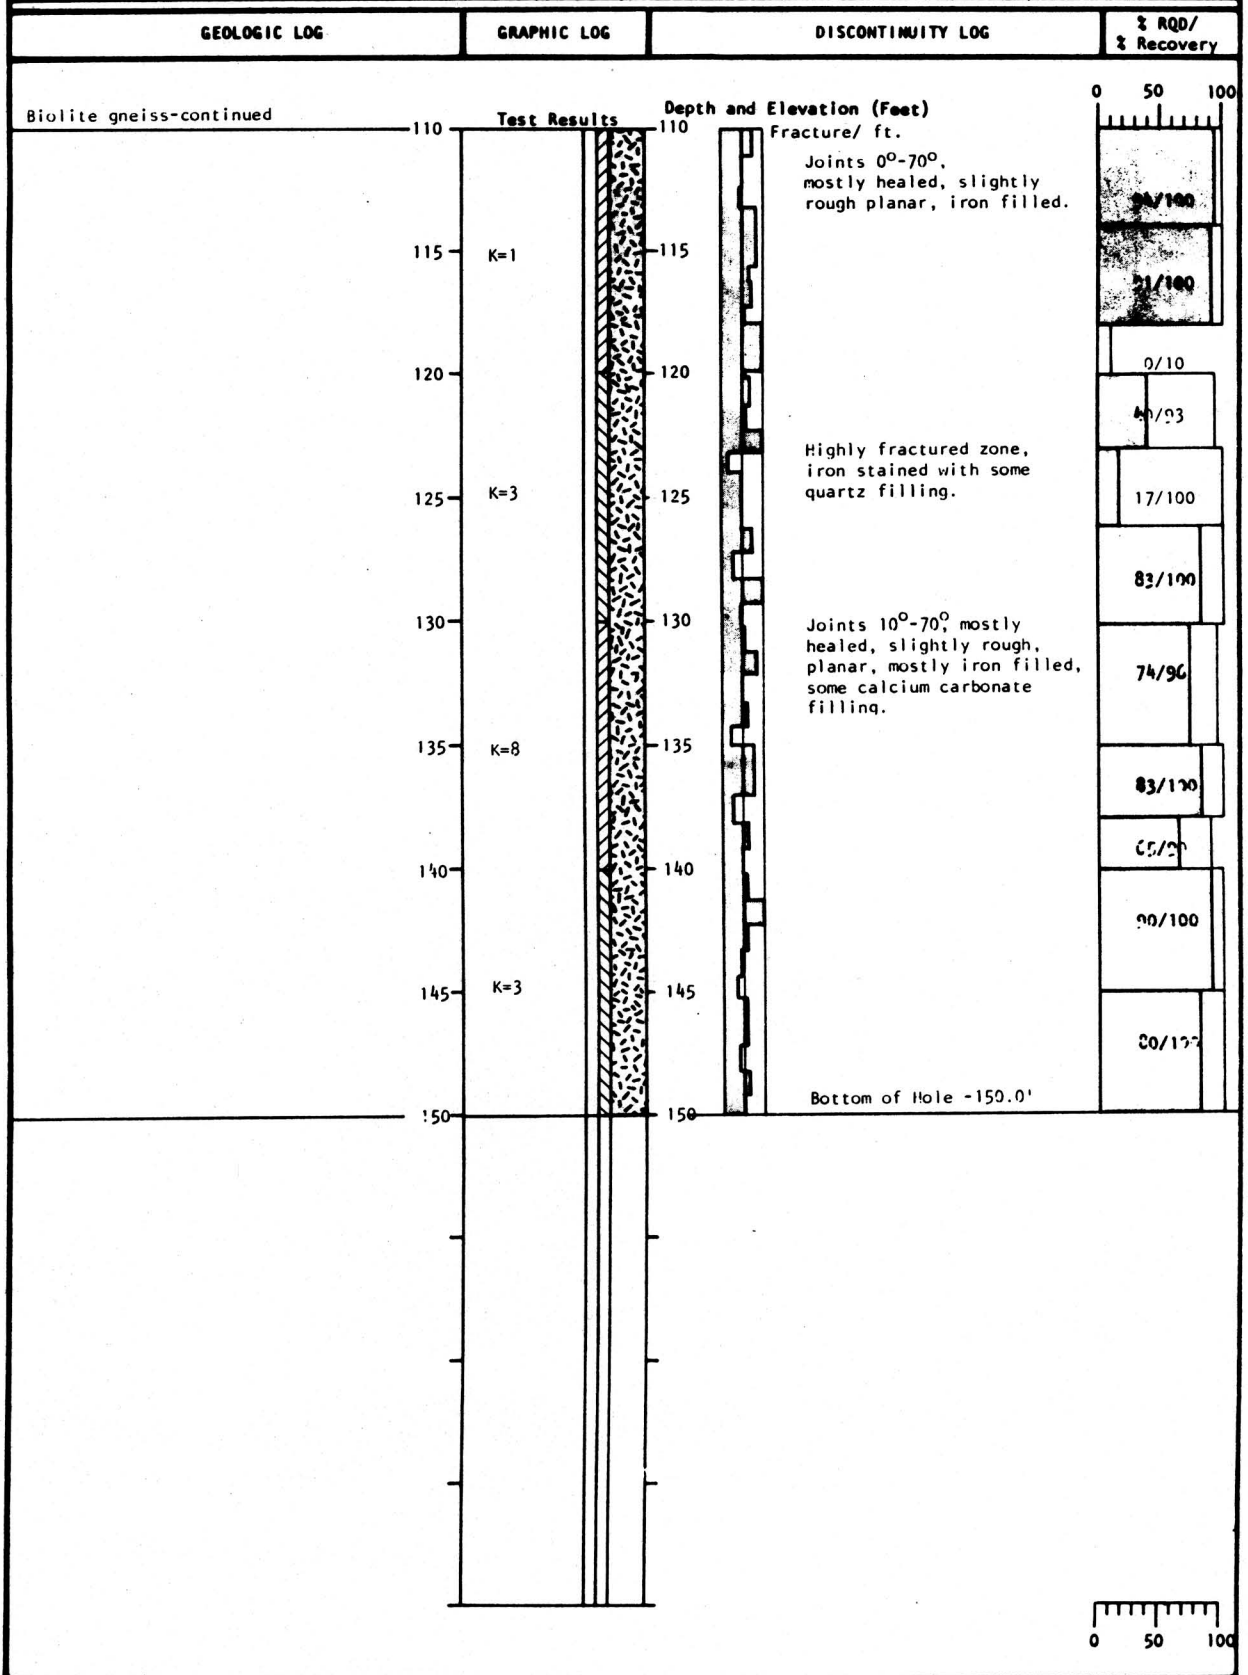 GEOLOGIC LOG
GRAPHIC LOG
DISCONTINUITY LOG
% RQD/
% Recovery
0 50 100
Biolite gneiss-continued
Test Results
Depth and Elevation (Feet)
110
110
Fracture/ ft.
Joints 0°-70°,
mostly healed, slightly
rough planar, iron filled.
94/100
115
K=1
115
91/100
0/10
120
120
40/93
Highly fractured zone,
iron stained with some
quartz filling.
125
K=3
125
17/100
83/100
130
130
Joints 10°-70°, mostly
healed, slightly rough,
planar, mostly iron filled,
some calcium carbonate
filling.
74/96
135
K=8
135
83/100
140
140
90/100
145
K=3
145
Bottom of Hole -150.0'
150
150
0 50 100